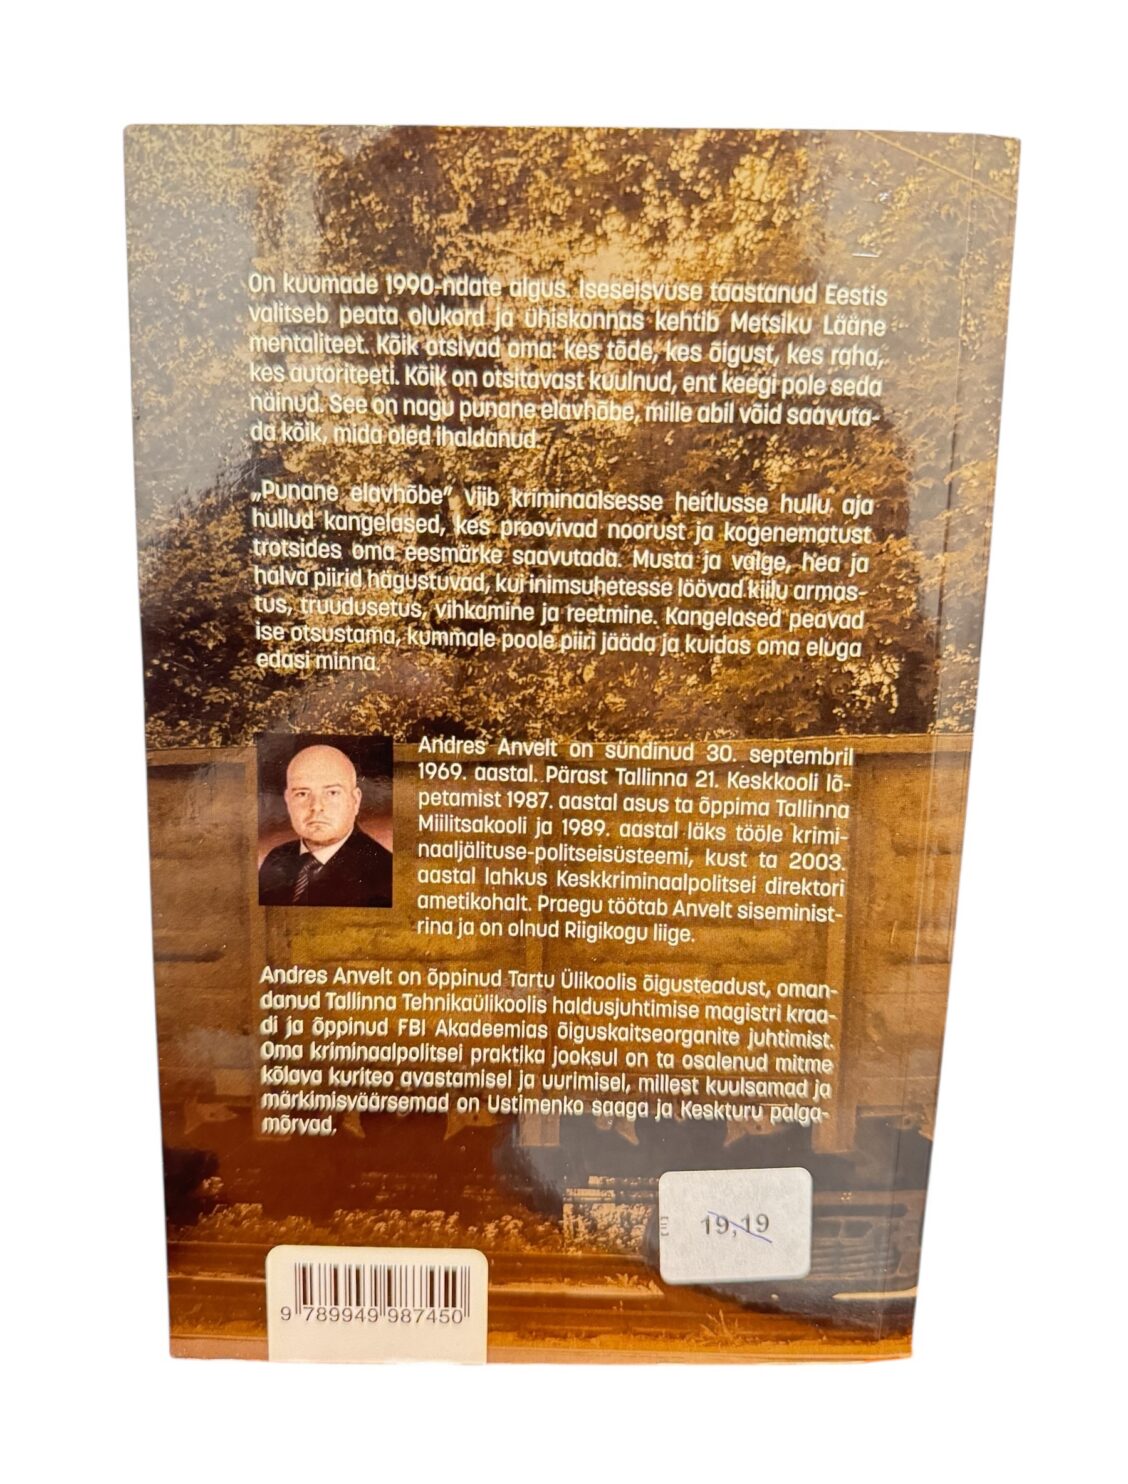 On kuumade 1990-ndate algus. Iseseisvuse taastanud Eestis
valitseb peata olukord ja ühiskonnas kehtib Metsiku Lääne
mentaliteet. Kõik otsivad oma: kes tõde, kes õigust, kes raha,
kes autoriteeti. Kõik on otsitavast kuulnud, ent keegi pole seda
näinud. See on nagu punane elavhõbe, mille abil võid saavuta-
da kõik, mida oled ihaldanud.
„Punane elavhõbe” viib kriminaalsesse heitlusse hullu aja
hullud kangelased, kes proovivad noorust ja kogenematust
trotsides oma eesmärke saavutada. Musta ja valge, hea ja
halva piirid hägustuvad, kui inimsuhetesse löövad kiilu armas-
tus, truudusetus, vihkamine ja reetmine. Kangelased peavad
ise otsustama, kummale poole piiri jääda ja kuidas oma eluga
edasi minna.
Andres Anvelt on sündinud 30. septembril
1969. aastal. Pärast Tallinna 21. Keskkooli lõ-
petamist 1987. aastal asus ta õppima Tallinna
Miilitsakooli ja 1989. aastal läks tööle krimi-
naaljälituse-politseisüsteemi, kust ta 2003.
aastal lahkus Keskkriminaalpolitsei direktori
ametikohalt. Praegu töötab Anvelt siseminist-
rina ja on olnud Riigikogu liige.
Andres Anvelt on õppinud Tartu Ülikoolis õigusteadust, oman-
danud Tallinna Tehnikaülikoolis haldusjuhtimise magistri kraa-
di ja õppinud FBI Akadeemias õiguskaitseorganite juhtimist.
Oma kriminaalpolitsei praktika jooksul on ta osalenud mitme
kõlava kuriteo avastamisel ja uurimisel, millest kuulsamad ja
märkimisväärsemad on Ustimenko saaga ja Keskturu palga-
mõrvad.
19,19
9 789949 987450